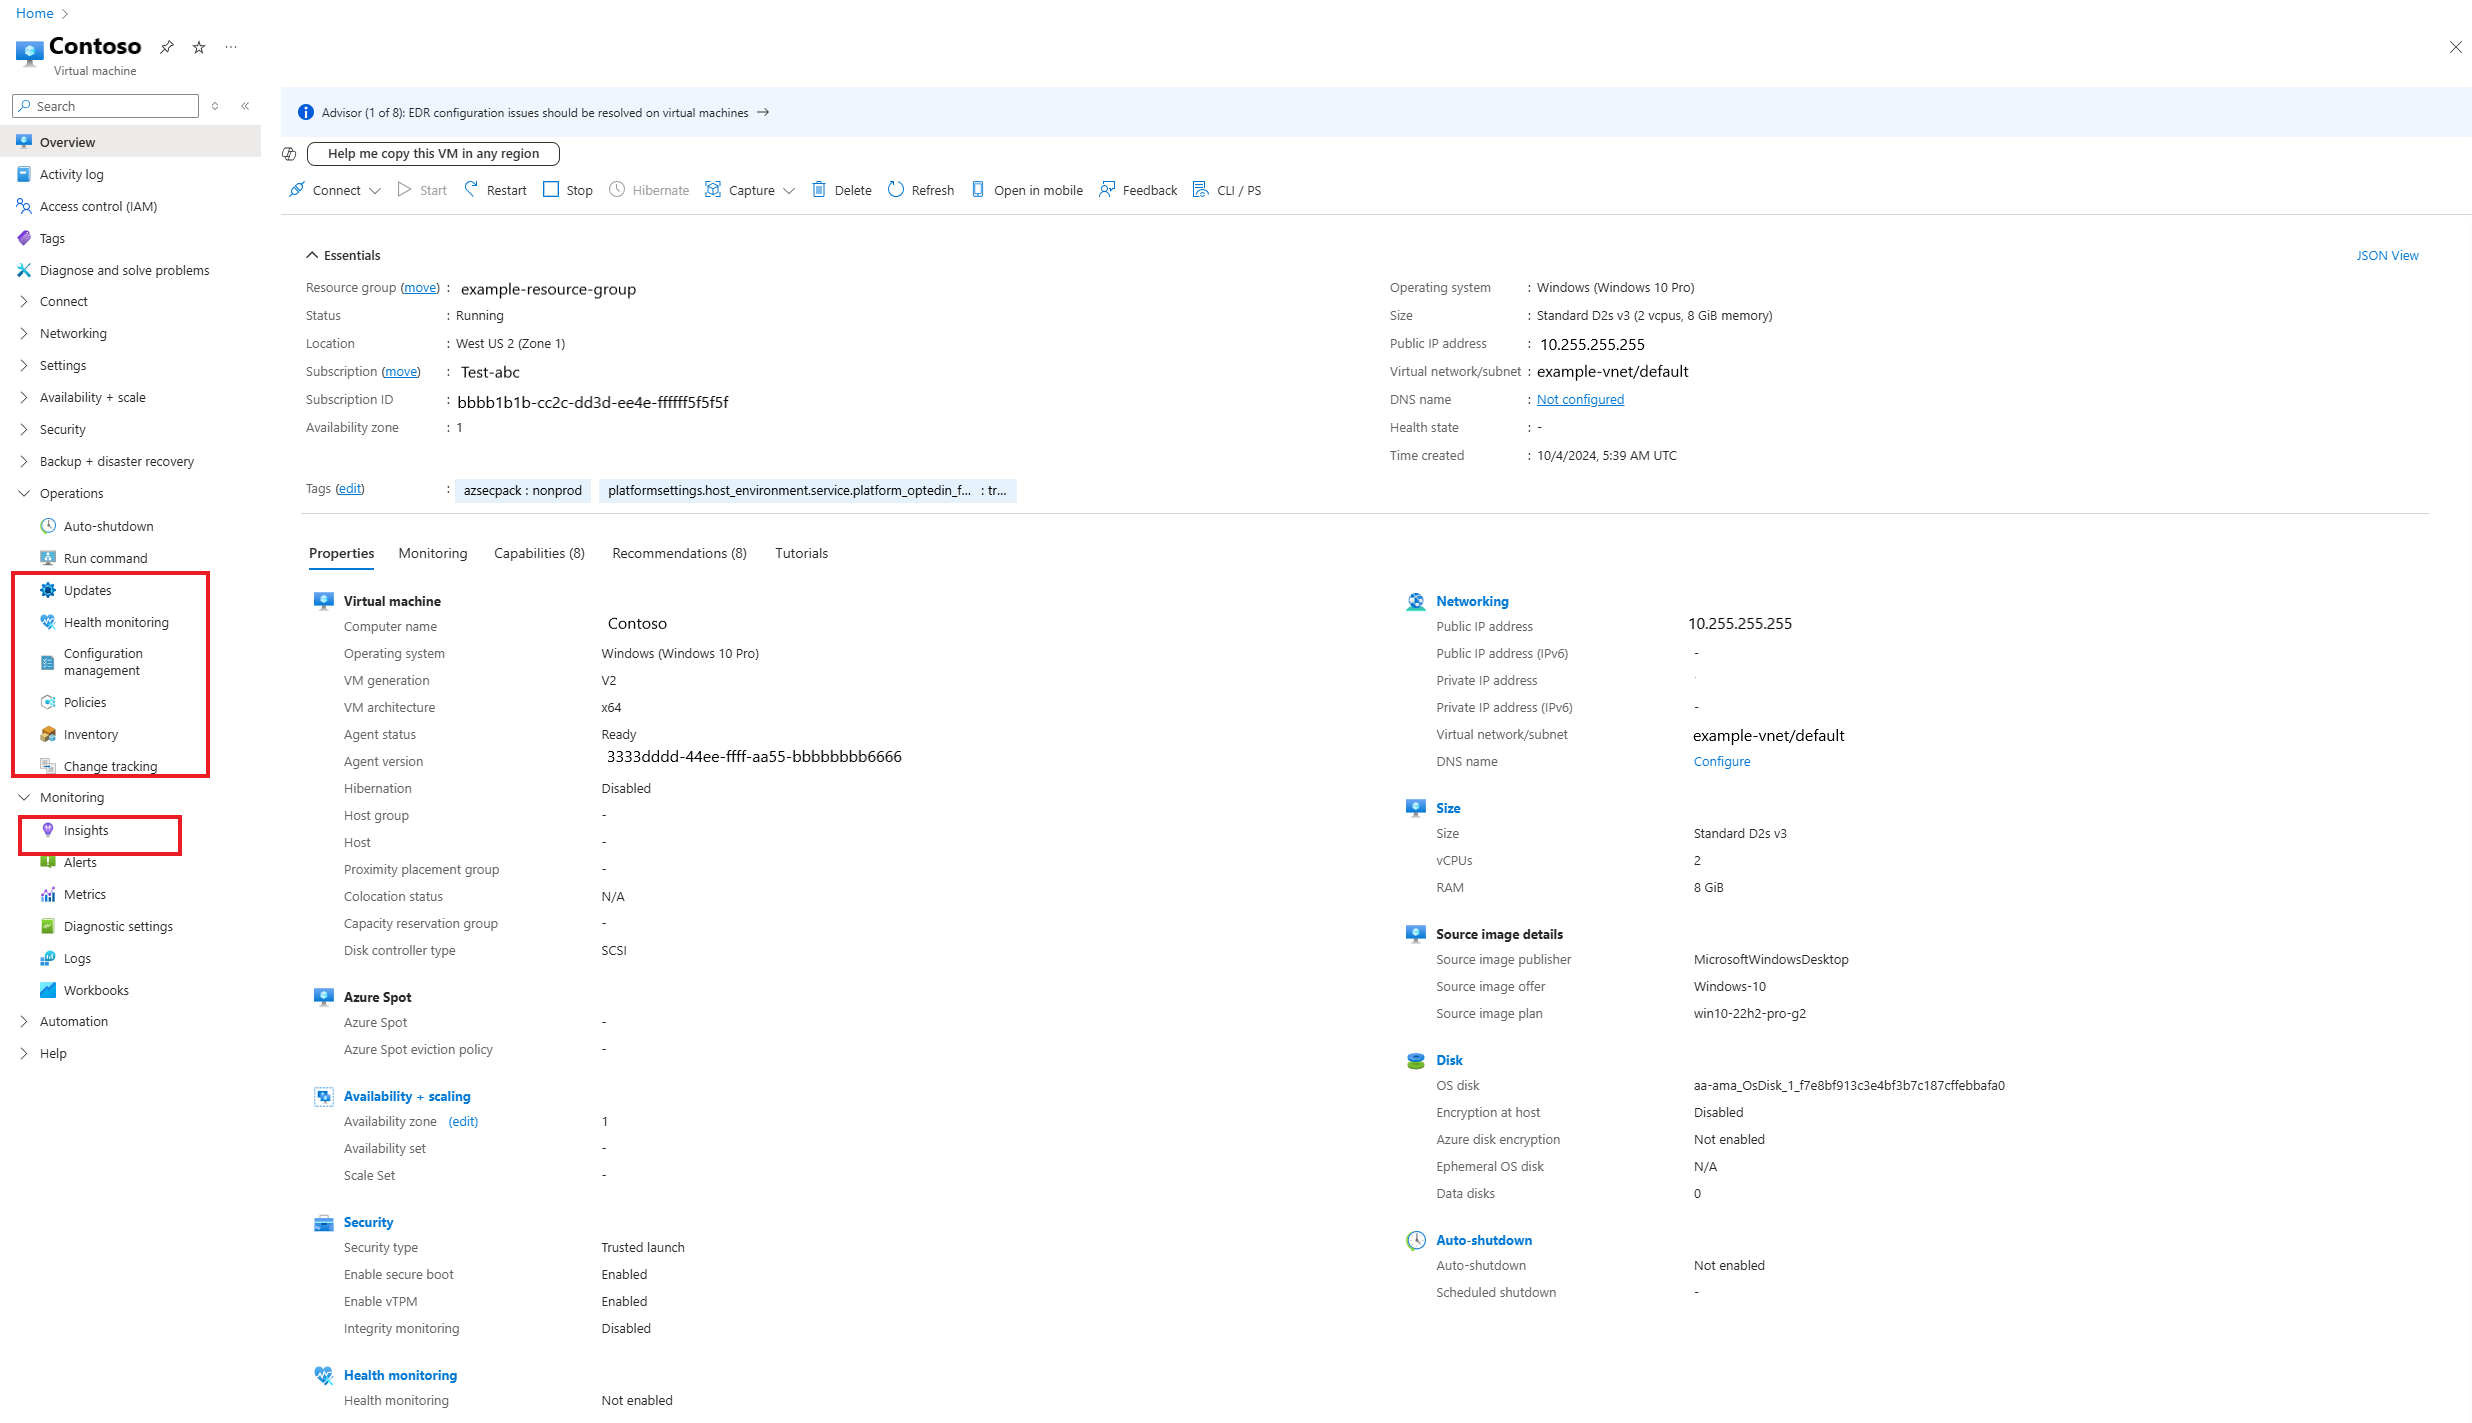 Home
Contoso
Virtual machine
Search
Overview
Activity log
Access control (IAM)
Tags
Diagnose and solve problems
Connect
Networking
Settings
Availability + scale
Security
Backup + disaster recovery
Operations
Auto-shutdown
Run command
Updates
Health monitoring
Configuration
management
Policies
Inventory
Change tracking
Monitoring
Insights
Alerts
Metrics
Diagnostic settings
Logs
Workbooks
Automation
Help
Advisor (1 of 8): EDR configuration issues should be resolved on virtual machines
Help me copy this VM in any region
Connect Start Restart Stop Hibernate Capture Delete Refresh Open in mobile Feedback CLI / PS
Essentials
JSON View
Resource group (move) : example-resource-group
Status : Running
Location : West US 2 (Zone 1)
Subscription (move) : Test-abc
Subscription ID : bbbb1b1b-cc2c-dd3d-ee4e-ffffff5f5f5f
Availability zone : 1
Operating system : Windows (Windows 10 Pro)
Size : Standard D2s v3 (2 vcpus, 8 GiB memory)
Public IP address : 10.255.255.255
Virtual network/subnet : example-vnet/default
DNS name : Not configured
Health state : -
Time created : 10/4/2024, 5:39 AM UTC
Tags (edit) : azsecpack : nonprod platformsettings.host_environment.service.platform_optedin_f... : tr...
Properties Monitoring Capabilities (8) Recommendations (8) Tutorials
Virtual machine
Computer name Contoso
Operating system Windows (Windows 10 Pro)
VM generation V2
VM architecture x64
Agent status Ready
Agent version 3333dddd-44ee-ffff-aa55-bbbbbbbb6666
Hibernation Disabled
Host group -
Host -
Proximity placement group -
Colocation status N/A
Capacity reservation group -
Disk controller type SCSI
Azure Spot
Azure Spot -
Azure Spot eviction policy -
Availability + scaling
Availability zone (edit) 1
Availability set -
Scale Set -
Security
Security type Trusted launch
Enable secure boot Enabled
Enable vTPM Enabled
Integrity monitoring Disabled
Health monitoring
Health monitoring Not enabled
Networking
Public IP address 10.255.255.255
Public IP address (IPv6) -
Private IP address
Private IP address (IPv6) -
Virtual network/subnet example-vnet/default
DNS name Configure
Size
Size Standard D2s v3
vCPUs 2
RAM 8 GiB
Source image details
Source image publisher MicrosoftWindowsDesktop
Source image offer Windows-10
Source image plan win10-22h2-pro-g2
Disk
OS disk aa-ama_OsDisk_1_f7e8bf913c3e4bf3b7c187cffebbafa0
Encryption at host Disabled
Azure disk encryption Not enabled
Ephemeral OS disk N/A
Data disks 0
Auto-shutdown
Auto-shutdown Not enabled
Scheduled shutdown -